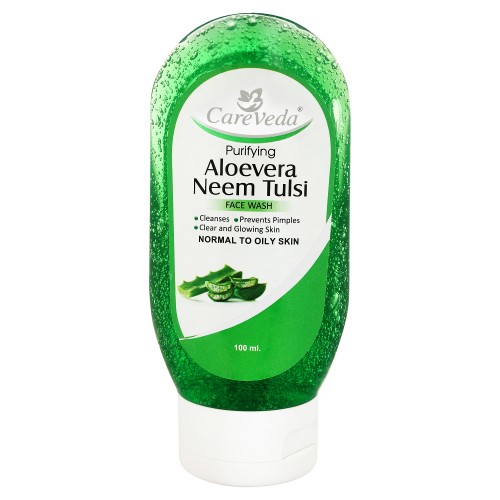 CareVeda®
Purifying
Aloevera
Neem Tulsi
FACE WASH
• Cleanses • Prevents Pimples
• Clear and Glowing Skin
NORMAL TO OILY SKIN
100 ml.